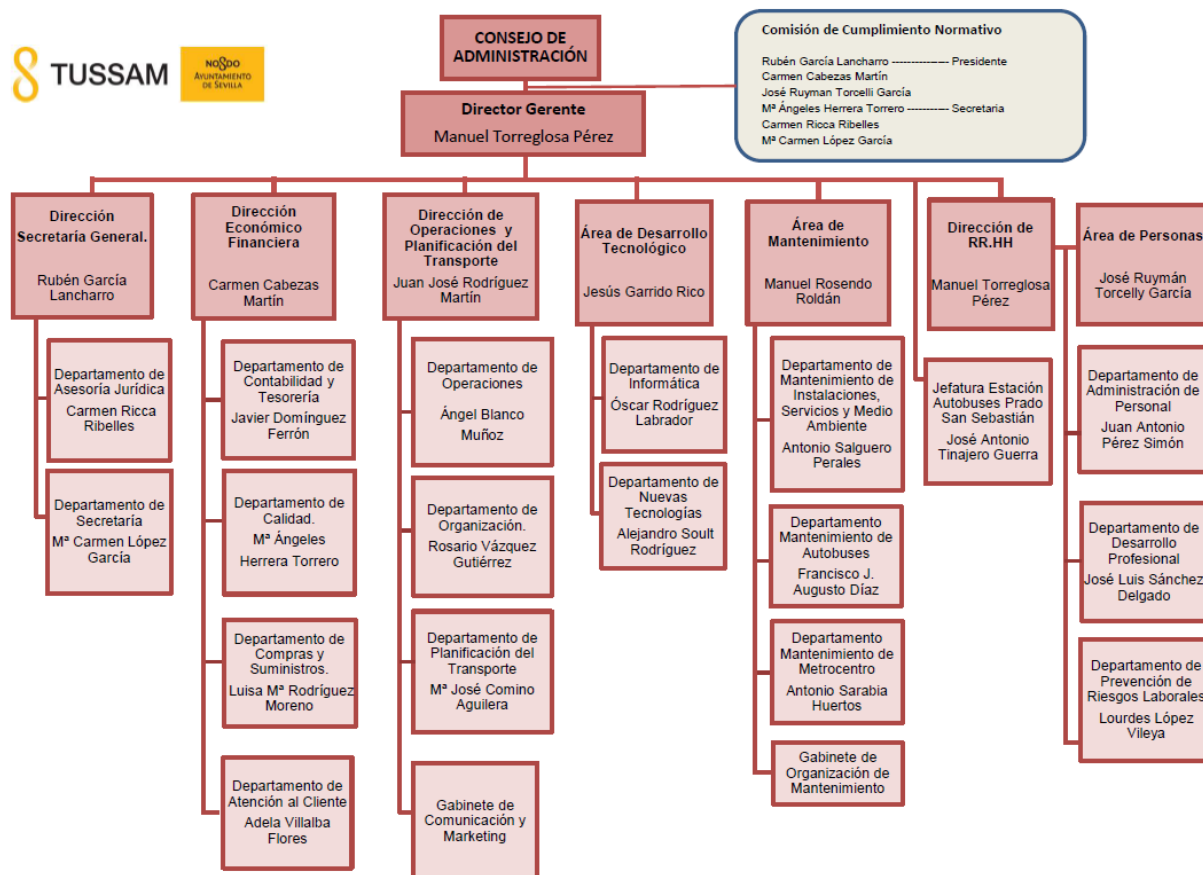 TUSSAM
NO8DO
AYUNTAMIENTO
DE SEVILLA
CONSEJO DE
ADMINISTRACIÓN
Director Gerente
Manuel Torreglosa Pérez
Comisión de Cumplimiento Normativo
Rubén García Lancharro --------------- Presidente
Carmen Cabezas Martín
José Ruyman Torcelli García
Mª Ángeles Herrera Torrero ----------- Secretaria
Carmen Ricca Ribelles
Mª Carmen López García
Dirección
Secretaría General.
Rubén García
Lancharro
Departamento de
Asesoría Jurídica
Carmen Ricca
Ribelles
Departamento de
Secretaría
Mª Carmen López
García
Dirección
Económico
Financiera
Carmen Cabezas
Martín
Departamento de
Contabilidad y
Tesorería
Javier Domínguez
Ferrón
Departamento de
Calidad.
Mª Ángeles
Herrera Torrero
Departamento de
Compras y
Suministros.
Luisa Mª Rodríguez
Moreno
Departamento de
Atención al Cliente
Adela Villalba
Flores
Dirección de
Operaciones y
Planificación del
Transporte
Juan José Rodríguez
Martín
Departamento de
Operaciones
Ángel Blanco
Muñoz
Departamento de
Organización.
Rosario Vázquez
Gutiérrez
Departamento de
Planificación del
Transporte
Mª José Comino
Aguilera
Gabinete de
Comunicación y
Marketing
Área de Desarrollo
Tecnológico
Jesús Garrido Rico
Departamento de
Informática
Óscar Rodríguez
Labrador
Departamento de
Nuevas
Tecnologías
Alejandro Soult
Rodríguez
Área de
Mantenimiento
Manuel Rosendo
Roldán
Departamento de
Mantenimiento de
Instalaciones,
Servicios y Medio
Ambiente
Antonio Salguero
Perales
Departamento
Mantenimiento de
Autobuses
Francisco J.
Augusto Díaz
Departamento
Mantenimiento de
Metrocentro
Antonio Sarabia
Huertos
Gabinete de
Organización de
Mantenimiento
Dirección de
RR.HH
Manuel Torreglosa
Pérez
Jefatura Estación
Autobuses Prado
San Sebastián
José Antonio
Tinajero Guerra
Área de Personas
José Ruymán
Torcelly García
Departamento de
Administración de
Personal
Juan Antonio
Pérez Simón
Departamento de
Desarrollo
Profesional
José Luis Sánchez
Delgado
Departamento de
Prevención de
Riesgos Laborales
Lourdes López
Vileya